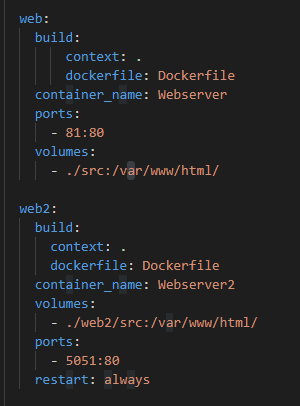 web:
build:
context: .
dockerfile: Dockerfile
container_name: Webserver
ports:
- 81:80
volumes:
- ./src:/var/www/html/
web2:
build:
context: .
dockerfile: Dockerfile
container_name: Webserver2
volumes:
- ./web2/src:/var/www/html/
ports:
- 5051:80
restart: always